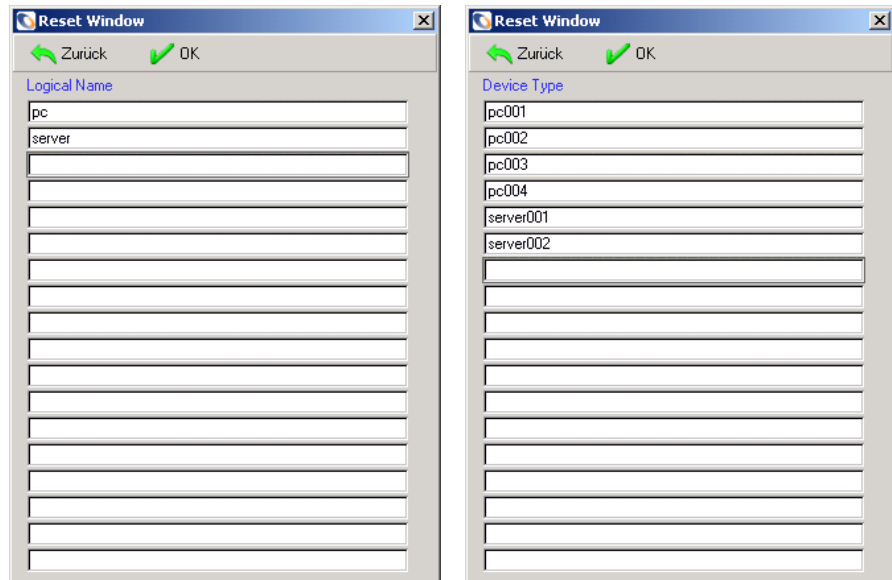 Reset Window
Zurück OK
Logical Name
pc
server
Reset Window
Zurück OK
Device Type
pc001
pc002
pc003
pc004
server001
server002